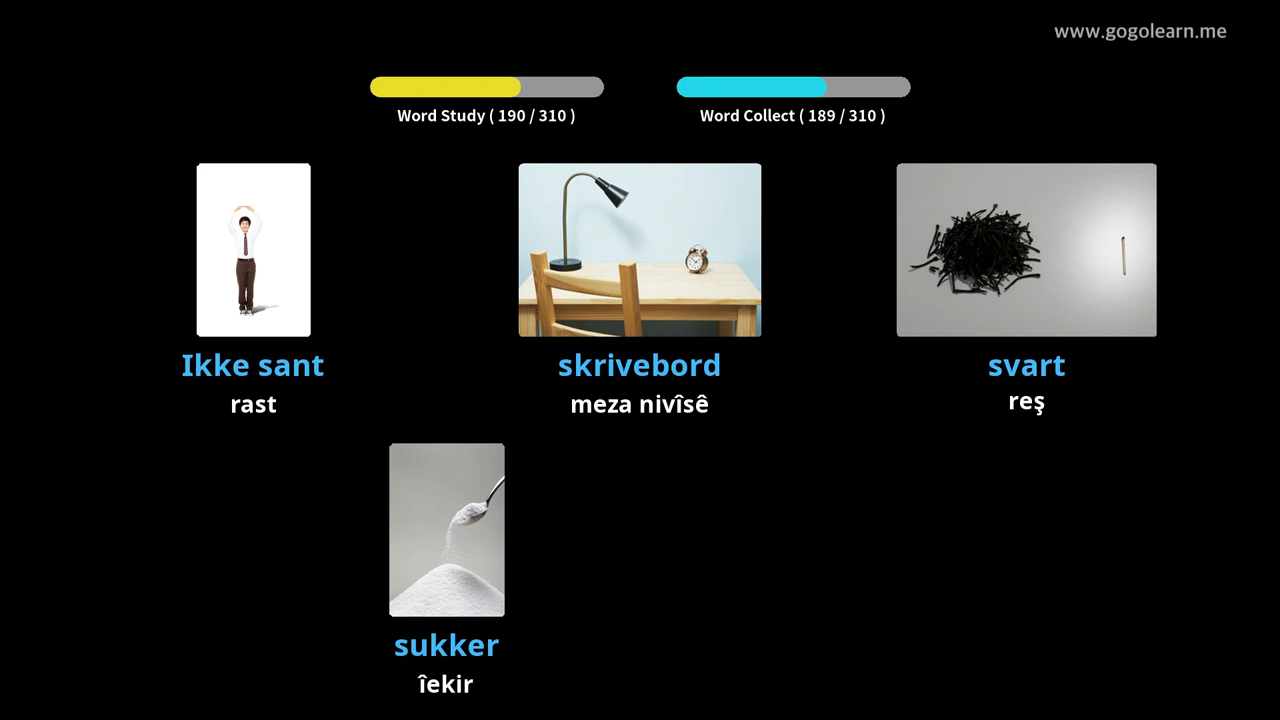 www.gogolearn.me
Word Study ( 190 / 310 )
Word Collect ( 189 / 310 )
Ikke sant
rast
skrivebord
meza nivîsê
svart
reş
sukker
îekir